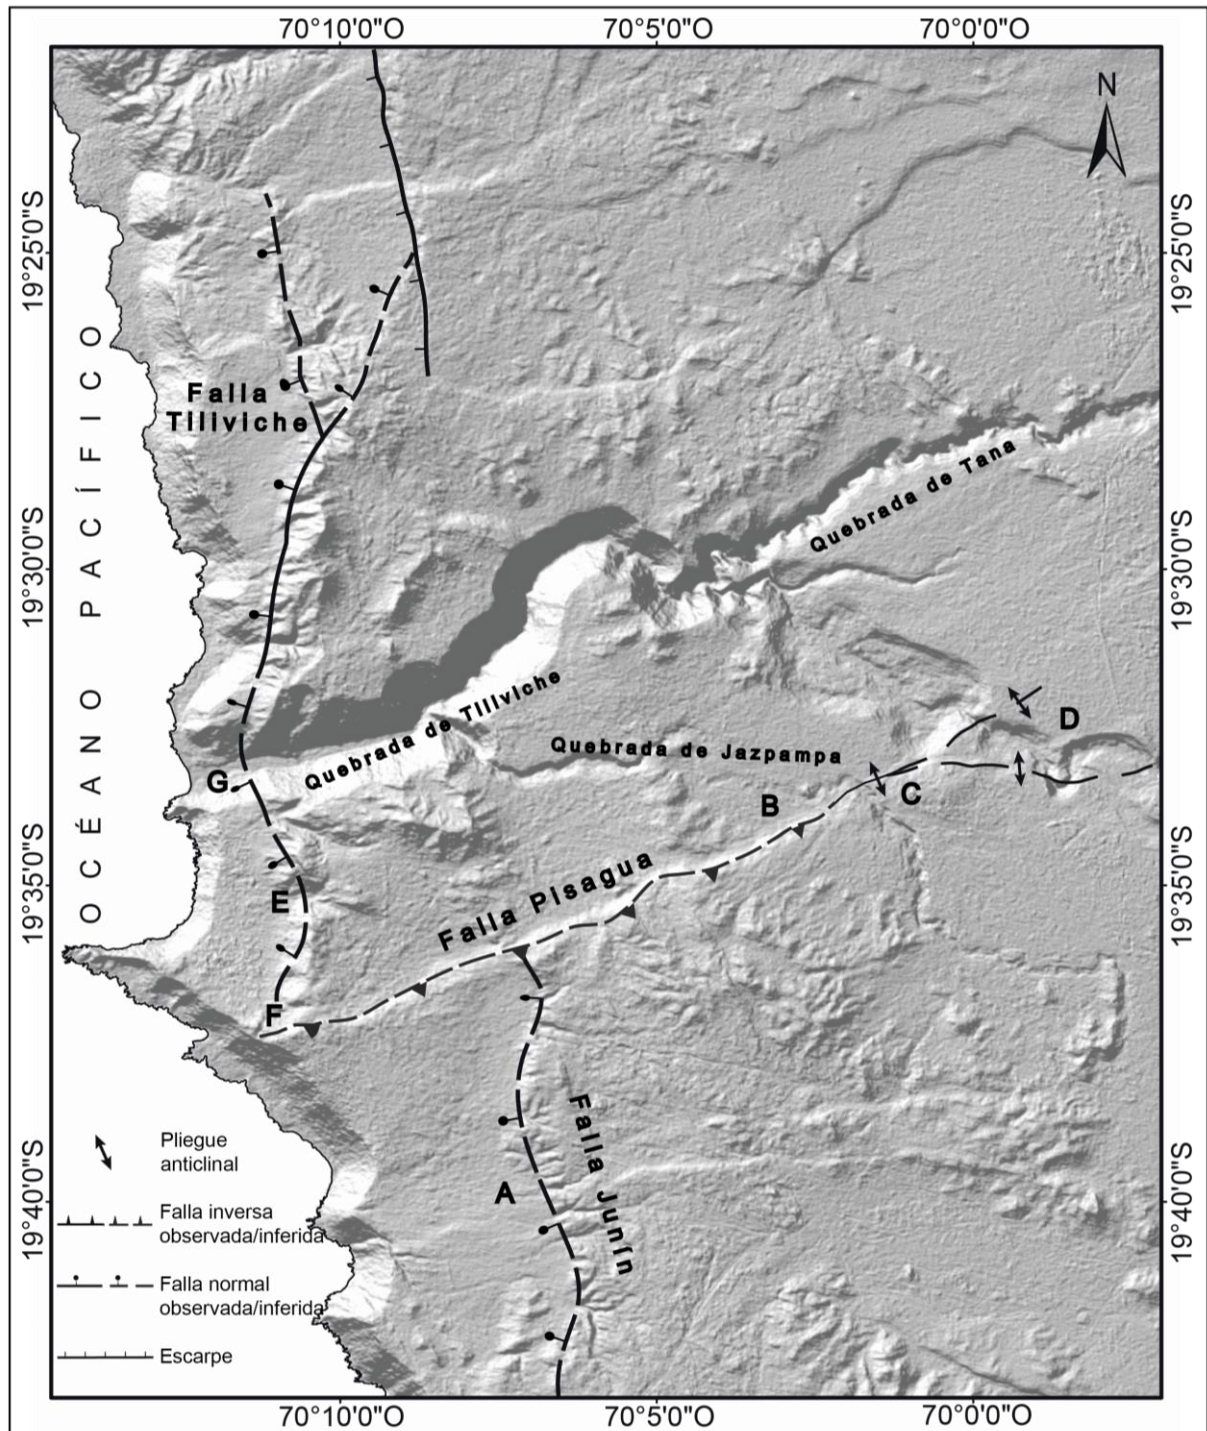 70°10'0"O 70°5'0"O 70°0'0"O
N
19°25'0"S 19°25'0"S
Falla
Tiliviche
OCÉANO PACÍFICO
Quebrada de Tana
19°30'0"S 19°30'0"S
Quebrada de Tiliviche
D
Quebrada de Jazpampa
G
B
C
Falla Pisagua
19°35'0"S 19°35'0"S
E
F
Falla Junín
A
Pliegue
anticlinal
Falla inversa
observada/inferida
19°40'0"S 19°40'0"S
Falla normal
observada/inferida
Escarpe
70°10'0"O 70°5'0"O 70°0'0"O